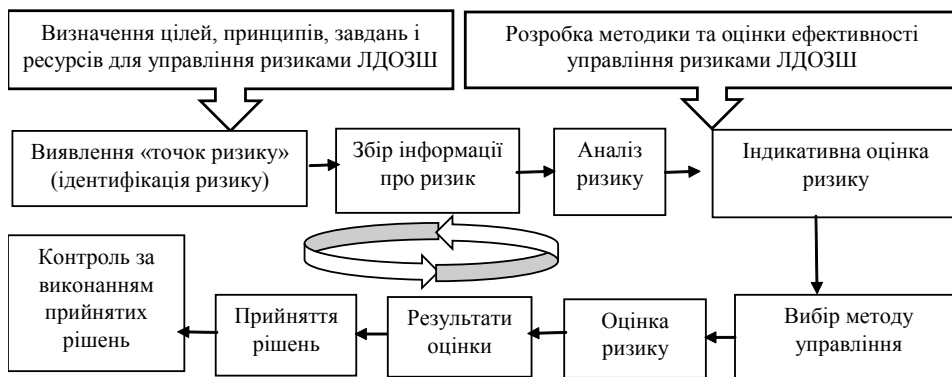 Визначення цілей, принципів, завдань і
ресурсів для управління ризиками ЛДОЗШ
Розробка методики та оцінки ефективності
управління ризиками ЛДОЗШ
Виявлення «точок ризику»
(ідентифікація ризику)
Збір інформації
про ризик
Аналіз
ризику
Індикативна оцінка
ризику
Контроль за
виконанням
прийнятих
рішень
Прийняття
рішень
Результати
оцінки
Оцінка
ризику
Вибір методу
управління